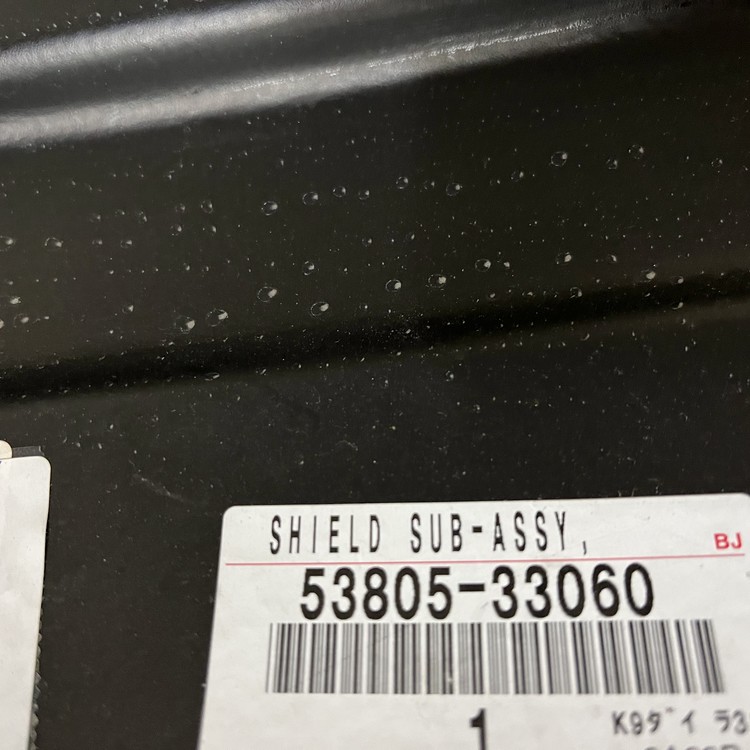 SHIELD SUB-ASSY,
BJ
53805-33060
1
K9ダイ ラ3